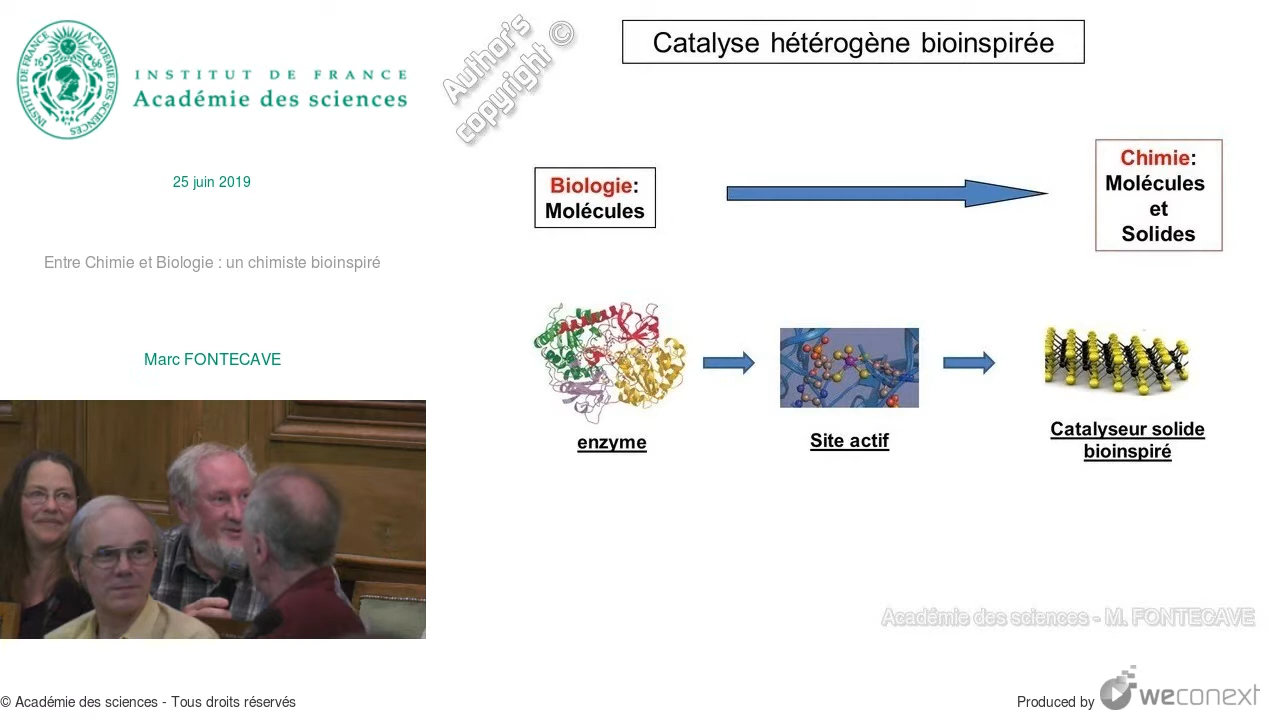 INSTITUT DE FRANCE
Académie des sciences
25 juin 2019
Entre Chimie et Biologie : un chimiste bioinspiré
Marc FONTECAVE
Author's
copyright ©
Catalyse hétérogène bioinspirée
Biologie:
Molécules
Chimie:
Molécules
et
Solides
enzyme
Site actif
Catalyseur solide
bioinspiré
Académie des sciences - M. FONTECAVE
© Académie des sciences - Tous droits réservés
Produced by weconext